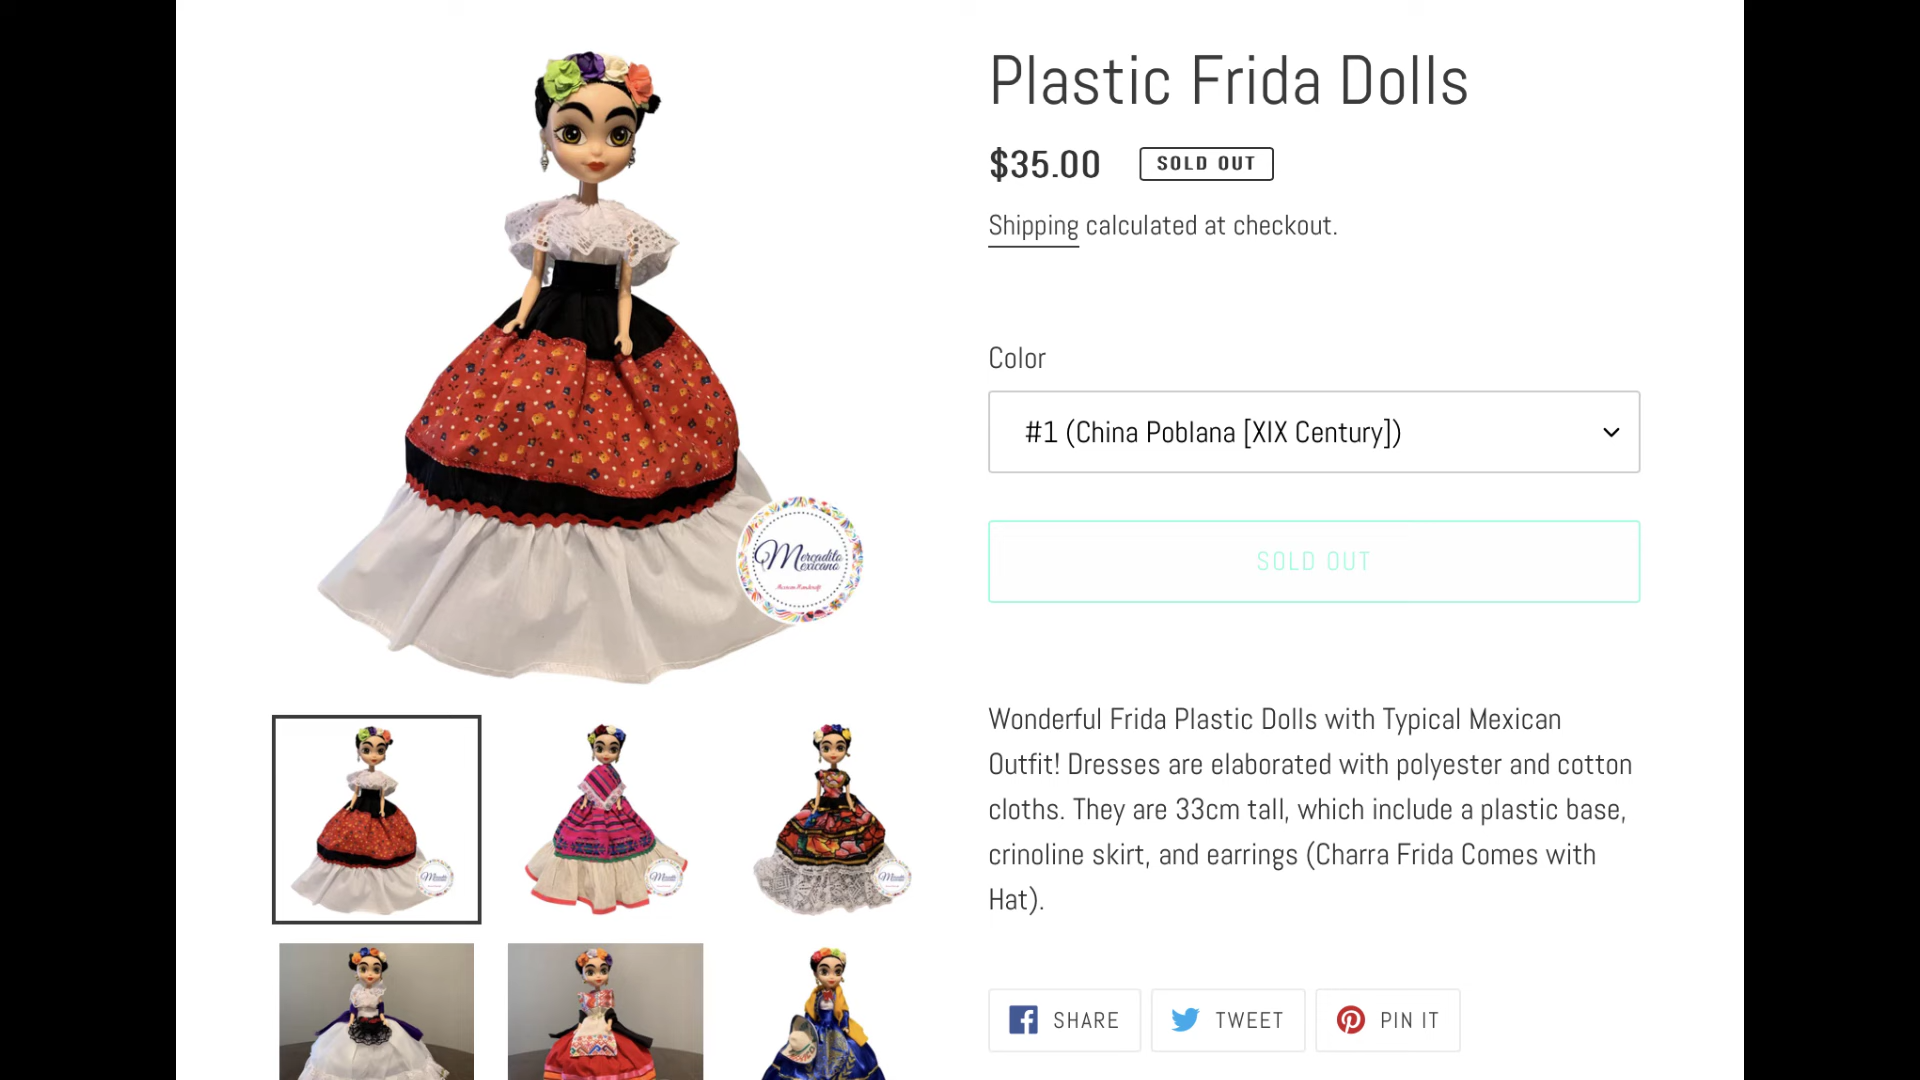 Plastic Frida Dolls
$35.00 SOLD OUT
Shipping calculated at checkout.
Color
#1 (China Poblana [XIX Century])
SOLD OUT
Wonderful Frida Plastic Dolls with Typical Mexican
Outfit! Dresses are elaborated with polyester and cotton
cloths. They are 33cm tall, which include a plastic base,
crinoline skirt, and earrings (Charra Frida Comes with
Hat).
SHARE TWEET PIN IT
Mercadito
Mexicano